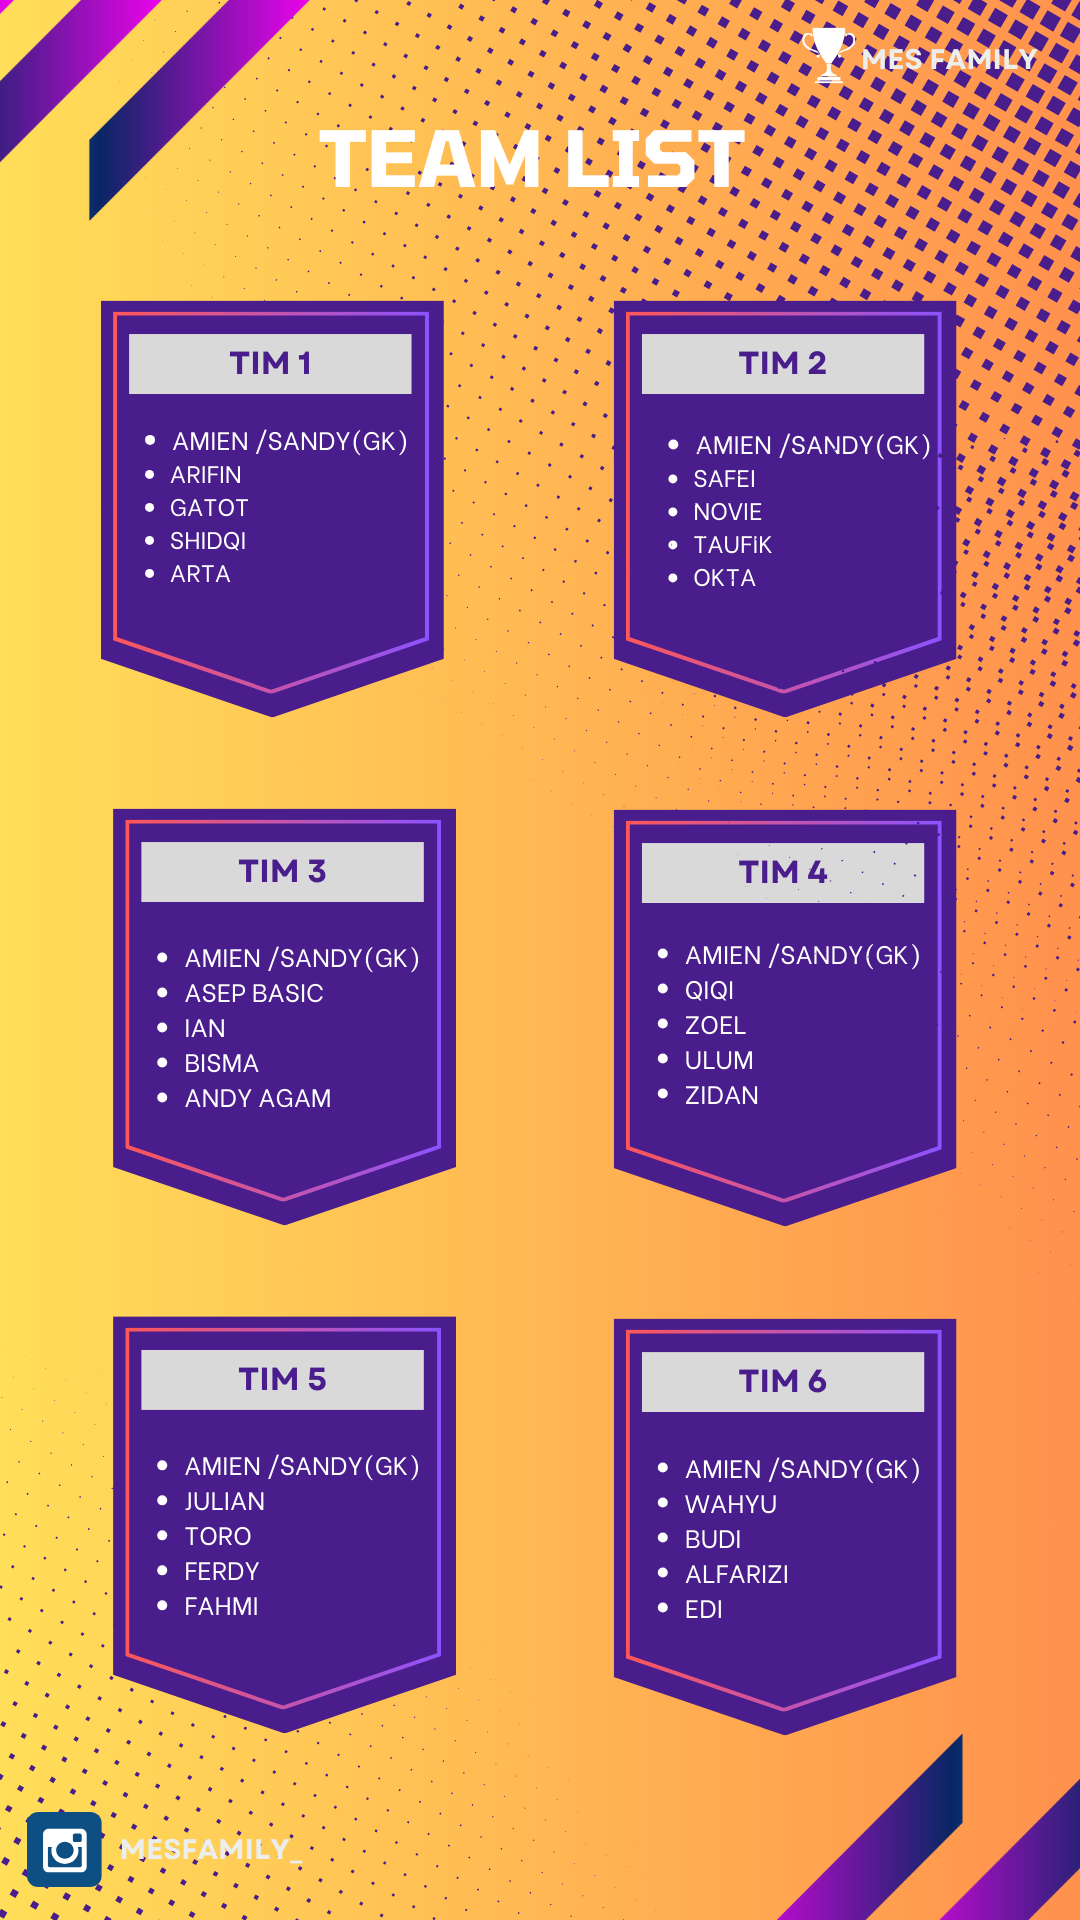 MES FAMILY
TEAM LIST
TIM 1
AMIEN /SANDY(GK)
ARIFIN
GATOT
SHIDQI
ARTA
TIM 2
AMIEN /SANDY(GK)
SAFEI
NOVIE
TAUFiK
OKTA
TIM 3
AMIEN /SANDY(GK)
ASEP BASIC
IAN
BISMA
ANDY AGAM
TIM 4
AMIEN /SANDY(GK)
QIQI
ZOEL
ULUM
ZIDAN
TIM 5
AMIEN /SANDY(GK)
JULIAN
TORO
FERDY
FAHMI
TIM 6
AMIEN /SANDY(GK)
WAHYU
BUDI
ALFARIZI
EDI
MESFAMILY_